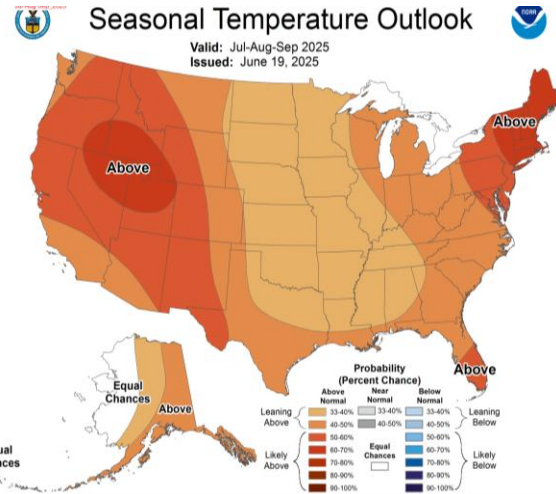 Seasonal Temperature Outlook
Valid: Jul-Aug-Sep 2025
Issued: June 19, 2025
NOAA
Above
Above
Above
Equal
Chances
Above
Probability
(Percent Chance)
Above
Normal
Near
Normal
Below
Normal
Leaning
Above
33-40%
33-40%
33-40%
Leaning
Below
40-50%
40-50%
40-50%
Likely
Above
50-60%
Equal
Chances
50-60%
Likely
Below
60-70%
60-70%
70-80%
70-80%
80-90%
80-90%
90-100%
90-100%
ual
nces